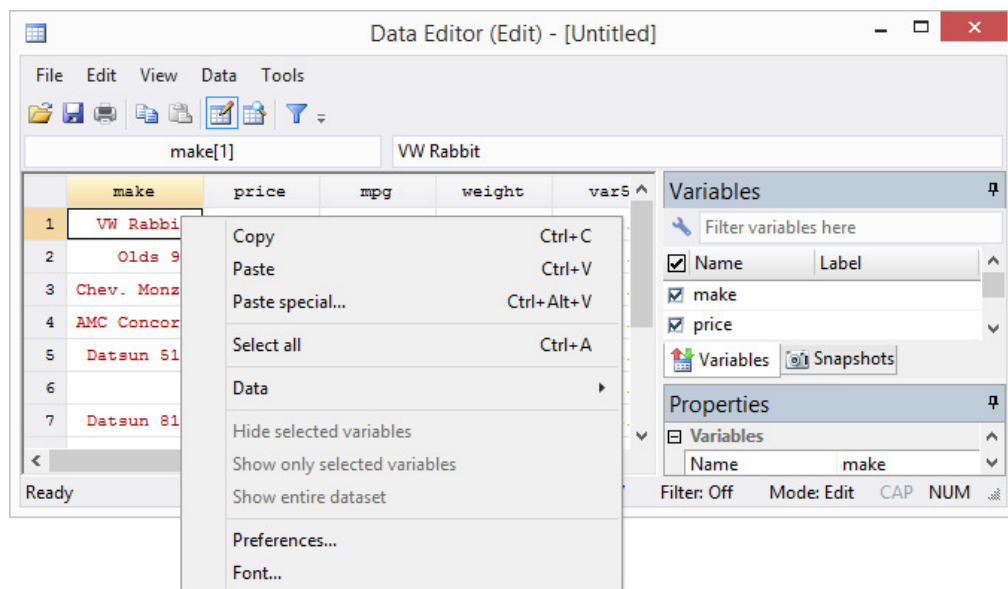 Data Editor (Edit) - [Untitled]
File Edit View Data Tools
make[1] VW Rabbit
make price mpg weight var5
1 VW Rabbi
2 Olds 9
3 Chev. Monz
4 AMC Concor
5 Datsun 51
6
7 Datsun 81
Copy Ctrl+C
Paste Ctrl+V
Paste special... Ctrl+Alt+V
Select all Ctrl+A
Data
Hide selected variables
Show only selected variables
Show entire dataset
Preferences...
Font...
Variables
Filter variables here
Name Label
make
price
Variables Snapshots
Properties
Variables
Name make
Ready Filter: Off Mode: Edit CAP NUM